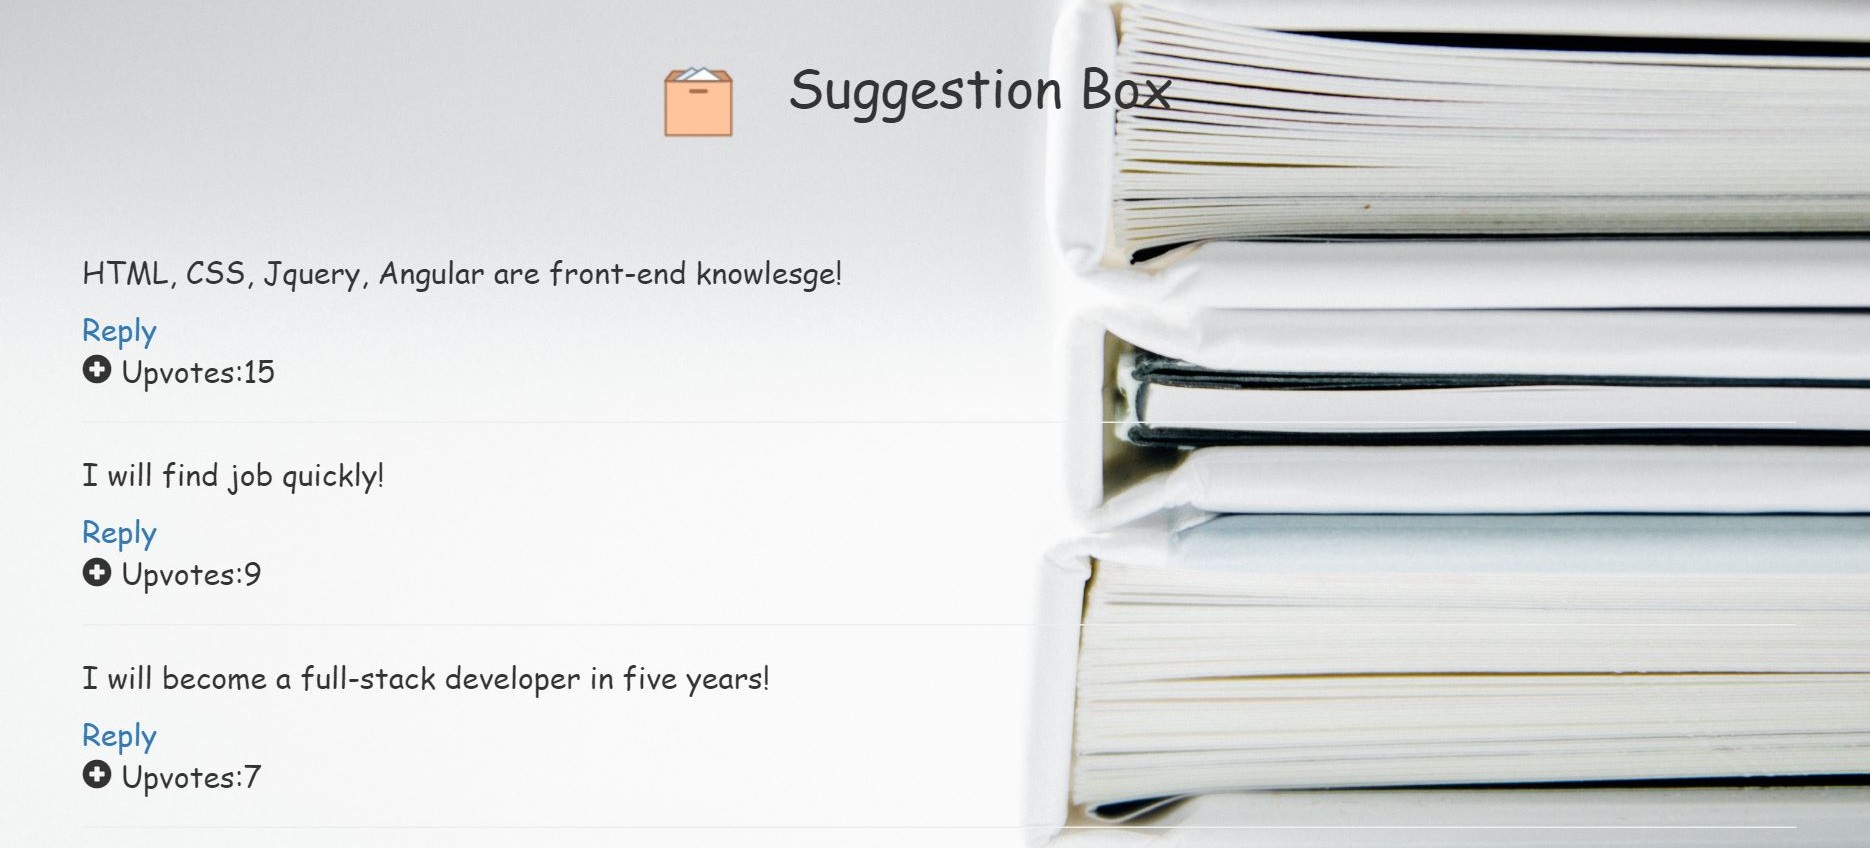 Suggestion Box
HTML, CSS, Jquery, Angular are front-end knowlesge!
Reply
Upvotes:15
I will find job quickly!
Reply
Upvotes:9
I will become a full-stack developer in five years!
Reply
Upvotes:7